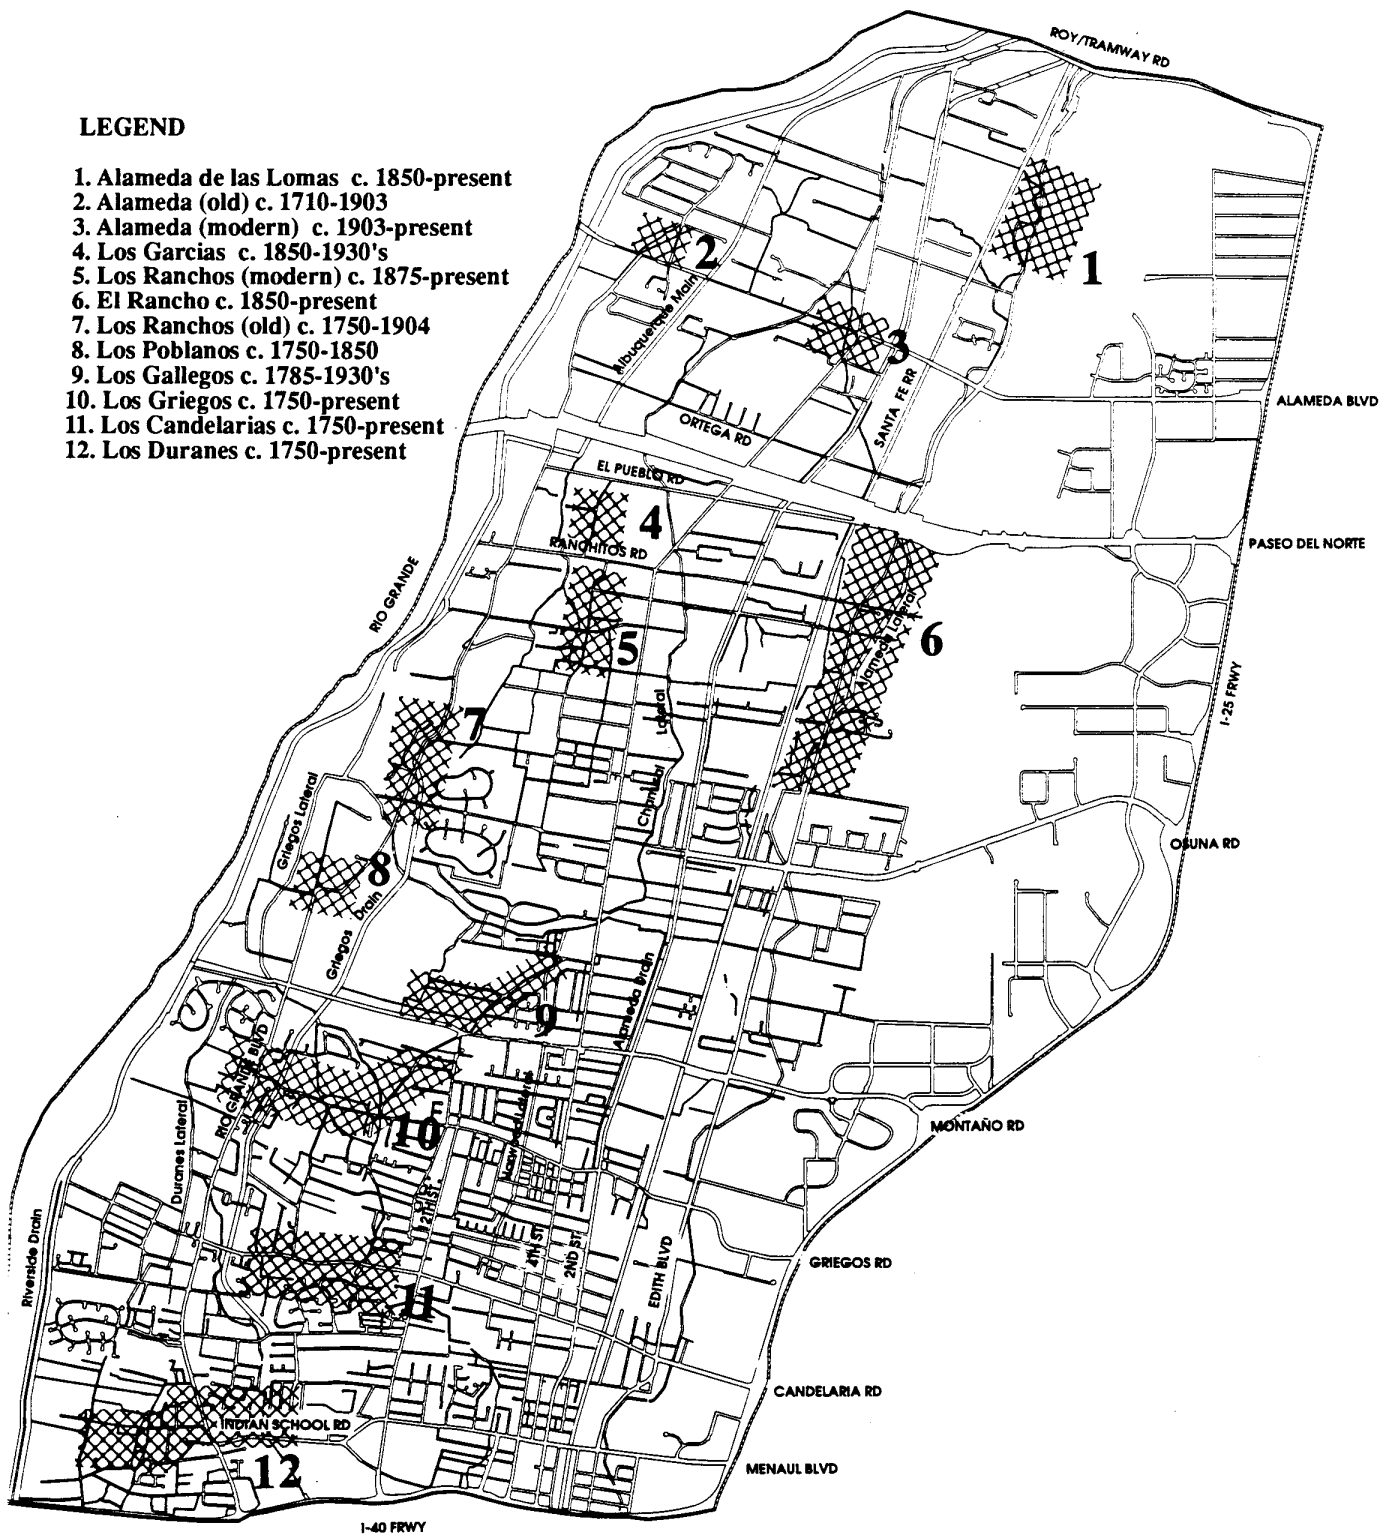 ROY/TRAMWAY RD
LEGEND
1. Alameda de las Lomas c. 1850-present
2. Alameda (old) c. 1710-1903
3. Alameda (modern) c. 1903-present
4. Los Garcias c. 1850-1930's
5. Los Ranchos (modern) c. 1875-present
6. El Rancho c. 1850-present
7. Los Ranchos (old) c. 1750-1904
8. Los Poblanos c. 1750-1850
9. Los Gallegos c. 1785-1930's
10. Los Griegos c. 1750-present
11. Los Candelarias c. 1750-present
12. Los Duranes c. 1750-present
2
1
Albuquerque Main
3
SANTA FE RR
ALAMEDA BLVD
ORTEGA RD
EL PUEBLO RD
4
RANCHITOS RD
PASEO DEL NORTE
RIO GRANDE
Alameda Lateral
6
5
I-25 FRWY
7
Chamizal Lateral
Griegos Lateral
OSUNA RD
8
Griegos Drain
Alameda Drain
9
RIO GRANDE BLVD
10
MONTAÑO RD
Duranes Lateral
12TH ST
Riverside Drain
4TH ST
2ND ST
EDITH BLVD
GRIEGOS RD
11
CANDELARIA RD
INDIAN SCHOOL RD
12
MENAUL BLVD
I-40 FRWY